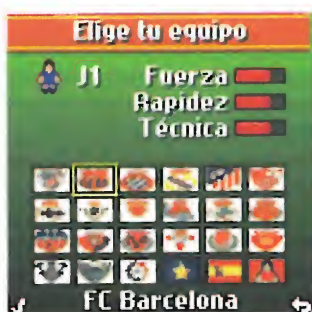 Elige tu equipo
J1 Fuerza
Rapidez
Técnica
FC Barcelona